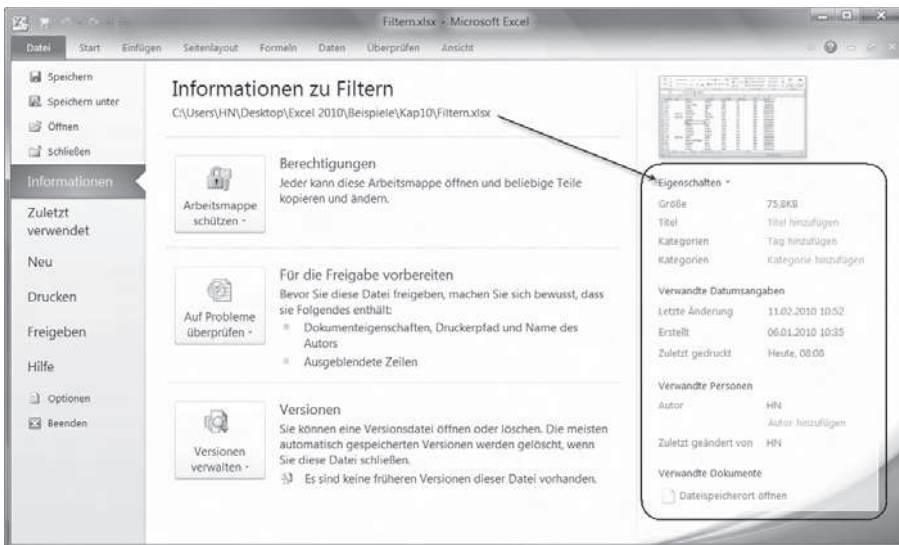 Filtern.xlsx - Microsoft Excel
Datei Start Einfügen Seitenlayout Formeln Daten Überprüfen Ansicht
Speichern
Speichern unter
Öffnen
Schließen
Informationen
Zuletzt
verwendet
Neu
Drucken
Freigeben
Hilfe
Optionen
Beenden
Informationen zu Filtern
C:\Users\HN\Desktop\Excel 2010\Beispiele\Kap10\Filtern.xlsx
Arbeitsmappe
schützen
Berechtigungen
Jeder kann diese Arbeitsmappe öffnen und beliebige Teile
kopieren und ändern.
Auf Probleme
überprüfen
Für die Freigabe vorbereiten
Bevor Sie diese Datei freigeben, machen Sie sich bewusst, dass
sie Folgendes enthält:
Dokumenteigenschaften, Druckerpfad und Name des
Autors
Ausgeblendete Zeilen
Versionen
verwalten
Versionen
Sie können eine Versionsdatei öffnen oder löschen. Die meisten
automatisch gespeicherten Versionen werden gelöscht, wenn
Sie diese Datei schließen.
Es sind keine früheren Versionen dieser Datei vorhanden.
Eigenschaften
Größe 75,8KB
Titel Titel hinzufügen
Kategorien Tag hinzufügen
Kategorien Kategorie hinzufügen
Verwandte Datumsangaben
Letzte Änderung 11.02.2010 10:52
Erstellt 06.01.2010 10:35
Zuletzt gedruckt Heute, 08:08
Verwandte Personen
Autor HN
Autor hinzufügen
Zuletzt geändert von HN
Verwandte Dokumente
Dateispeicherort öffnen